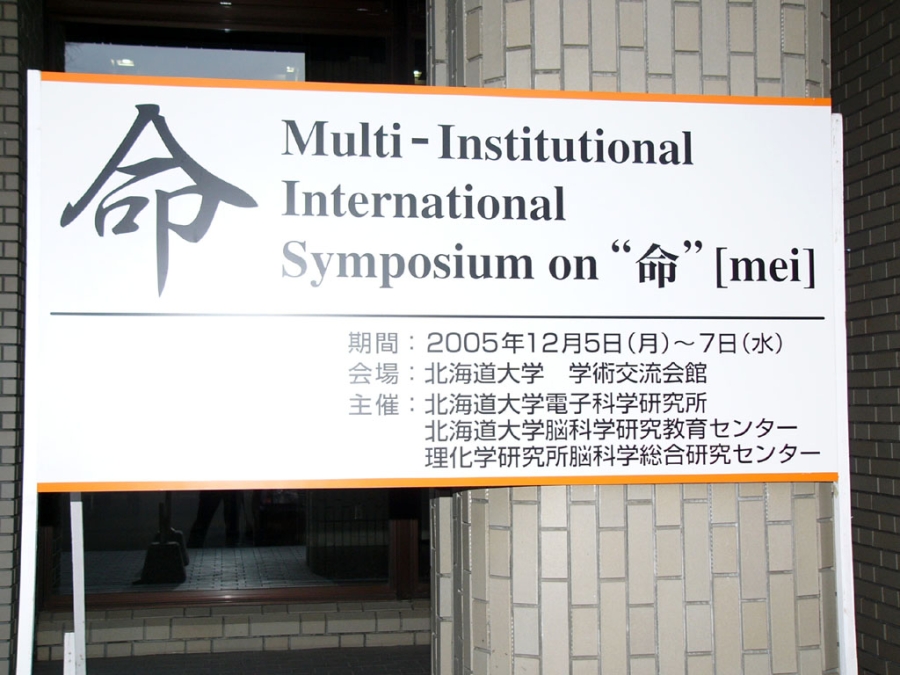 命
Multi-Institutional
International
Symposium on “命” [mei]
期間：2005年12月5日(月)～7日(水)
会場：北海道大学　学術交流会館
主催：北海道大学電子科学研究所
北海道大学脳科学研究教育センター
理化学研究所脳科学総合研究センター